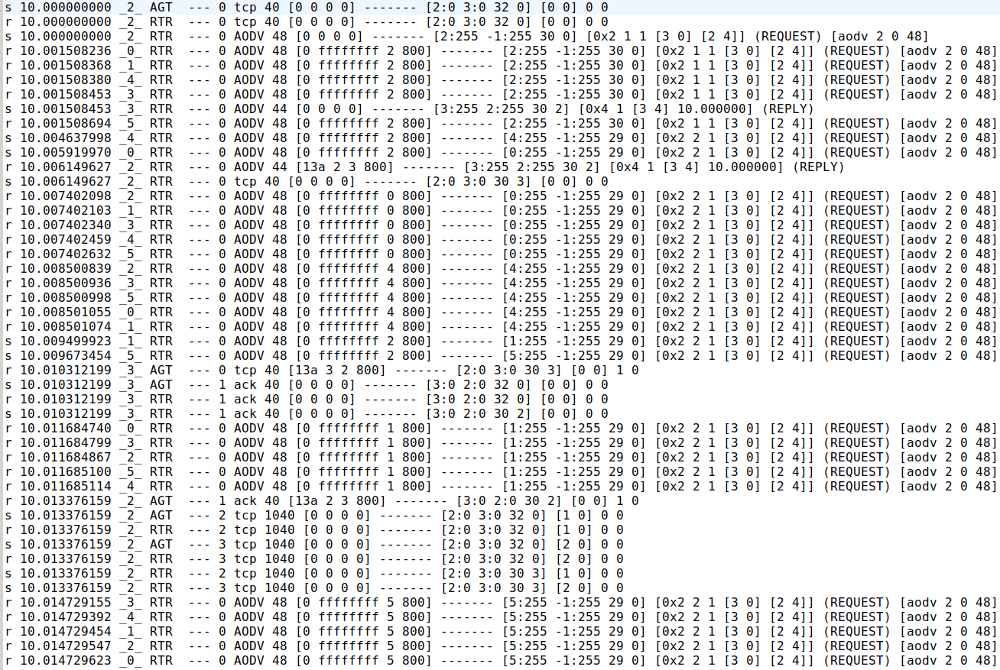 s 10.000000000 _2_ AGT  --- 0 tcp 40 [0 0 0 0] ------- [2:0 3:0 32 0] [0 0] 0 0
r 10.000000000 _2_ RTR  --- 0 tcp 40 [0 0 0 0] ------- [2:0 3:0 32 0] [0 0] 0 0
s 10.000000000 _2_ RTR  --- 0 AODV 48 [0 0 0 0] ------- [2:255 -1:255 30 0] [0x2 1 1 [3 0] [2 4]] (REQUEST) [aodv 2 0 48]
r 10.001508236 _0_ RTR  --- 0 AODV 48 [0 ffffffff 2 800] ------- [2:255 -1:255 30 0] [0x2 1 1 [3 0] [2 4]] (REQUEST) [aodv 2 0 48]
r 10.001508368 _1_ RTR  --- 0 AODV 48 [0 ffffffff 2 800] ------- [2:255 -1:255 30 0] [0x2 1 1 [3 0] [2 4]] (REQUEST) [aodv 2 0 48]
r 10.001508380 _4_ RTR  --- 0 AODV 48 [0 ffffffff 2 800] ------- [2:255 -1:255 30 0] [0x2 1 1 [3 0] [2 4]] (REQUEST) [aodv 2 0 48]
r 10.001508453 _3_ RTR  --- 0 AODV 48 [0 ffffffff 2 800] ------- [2:255 -1:255 30 0] [0x2 1 1 [3 0] [2 4]] (REQUEST) [aodv 2 0 48]
s 10.001508453 _3_ RTR  --- 0 AODV 44 [0 0 0 0] ------- [3:255 2:255 30 2] [0x4 1 [3 4] 10.000000] (REPLY)
r 10.001508694 _5_ RTR  --- 0 AODV 48 [0 ffffffff 2 800] ------- [2:255 -1:255 30 0] [0x2 1 1 [3 0] [2 4]] (REQUEST) [aodv 2 0 48]
s 10.004637998 _4_ RTR  --- 0 AODV 48 [0 ffffffff 2 800] ------- [4:255 -1:255 29 0] [0x2 2 1 [3 0] [2 4]] (REQUEST) [aodv 2 0 48]
s 10.005919970 _0_ RTR  --- 0 AODV 48 [0 ffffffff 2 800] ------- [0:255 -1:255 29 0] [0x2 2 1 [3 0] [2 4]] (REQUEST) [aodv 2 0 48]
r 10.006149627 _2_ RTR  --- 0 AODV 44 [13a 2 3 800] ------- [3:255 2:255 30 2] [0x4 1 [3 4] 10.000000] (REPLY)
s 10.006149627 _2_ RTR  --- 0 tcp 40 [0 0 0 0] ------- [2:0 3:0 30 3] [0 0] 0 0
r 10.007402098 _2_ RTR  --- 0 AODV 48 [0 ffffffff 0 800] ------- [0:255 -1:255 29 0] [0x2 2 1 [3 0] [2 4]] (REQUEST) [aodv 2 0 48]
r 10.007402103 _1_ RTR  --- 0 AODV 48 [0 ffffffff 0 800] ------- [0:255 -1:255 29 0] [0x2 2 1 [3 0] [2 4]] (REQUEST) [aodv 2 0 48]
r 10.007402340 _3_ RTR  --- 0 AODV 48 [0 ffffffff 0 800] ------- [0:255 -1:255 29 0] [0x2 2 1 [3 0] [2 4]] (REQUEST) [aodv 2 0 48]
r 10.007402459 _4_ RTR  --- 0 AODV 48 [0 ffffffff 0 800] ------- [0:255 -1:255 29 0] [0x2 2 1 [3 0] [2 4]] (REQUEST) [aodv 2 0 48]
r 10.007402632 _5_ RTR  --- 0 AODV 48 [0 ffffffff 0 800] ------- [0:255 -1:255 29 0] [0x2 2 1 [3 0] [2 4]] (REQUEST) [aodv 2 0 48]
r 10.008500839 _2_ RTR  --- 0 AODV 48 [0 ffffffff 4 800] ------- [4:255 -1:255 29 0] [0x2 2 1 [3 0] [2 4]] (REQUEST) [aodv 2 0 48]
r 10.008500936 _3_ RTR  --- 0 AODV 48 [0 ffffffff 4 800] ------- [4:255 -1:255 29 0] [0x2 2 1 [3 0] [2 4]] (REQUEST) [aodv 2 0 48]
r 10.008500998 _5_ RTR  --- 0 AODV 48 [0 ffffffff 4 800] ------- [4:255 -1:255 29 0] [0x2 2 1 [3 0] [2 4]] (REQUEST) [aodv 2 0 48]
r 10.008501055 _0_ RTR  --- 0 AODV 48 [0 ffffffff 4 800] ------- [4:255 -1:255 29 0] [0x2 2 1 [3 0] [2 4]] (REQUEST) [aodv 2 0 48]
r 10.008501074 _1_ RTR  --- 0 AODV 48 [0 ffffffff 4 800] ------- [4:255 -1:255 29 0] [0x2 2 1 [3 0] [2 4]] (REQUEST) [aodv 2 0 48]
s 10.009499923 _1_ RTR  --- 0 AODV 48 [0 ffffffff 2 800] ------- [1:255 -1:255 29 0] [0x2 2 1 [3 0] [2 4]] (REQUEST) [aodv 2 0 48]
s 10.009673454 _5_ RTR  --- 0 AODV 48 [0 ffffffff 2 800] ------- [5:255 -1:255 29 0] [0x2 2 1 [3 0] [2 4]] (REQUEST) [aodv 2 0 48]
r 10.010312199 _3_ AGT  --- 0 tcp 40 [13a 3 2 800] ------- [2:0 3:0 30 3] [0 0] 1 0
s 10.010312199 _3_ AGT  --- 1 ack 40 [0 0 0 0] ------- [3:0 2:0 32 0] [0 0] 0 0
r 10.010312199 _3_ RTR  --- 1 ack 40 [0 0 0 0] ------- [3:0 2:0 32 0] [0 0] 0 0
s 10.010312199 _3_ RTR  --- 1 ack 40 [0 0 0 0] ------- [3:0 2:0 30 2] [0 0] 0 0
r 10.011684740 _0_ RTR  --- 0 AODV 48 [0 ffffffff 1 800] ------- [1:255 -1:255 29 0] [0x2 2 1 [3 0] [2 4]] (REQUEST) [aodv 2 0 48]
r 10.011684799 _3_ RTR  --- 0 AODV 48 [0 ffffffff 1 800] ------- [1:255 -1:255 29 0] [0x2 2 1 [3 0] [2 4]] (REQUEST) [aodv 2 0 48]
r 10.011684867 _2_ RTR  --- 0 AODV 48 [0 ffffffff 1 800] ------- [1:255 -1:255 29 0] [0x2 2 1 [3 0] [2 4]] (REQUEST) [aodv 2 0 48]
r 10.011685100 _5_ RTR  --- 0 AODV 48 [0 ffffffff 1 800] ------- [1:255 -1:255 29 0] [0x2 2 1 [3 0] [2 4]] (REQUEST) [aodv 2 0 48]
r 10.011685114 _4_ RTR  --- 0 AODV 48 [0 ffffffff 1 800] ------- [1:255 -1:255 29 0] [0x2 2 1 [3 0] [2 4]] (REQUEST) [aodv 2 0 48]
r 10.013376159 _2_ AGT  --- 1 ack 40 [13a 2 3 800] ------- [3:0 2:0 30 2] [0 0] 1 0
s 10.013376159 _2_ AGT  --- 2 tcp 1040 [0 0 0 0] ------- [2:0 3:0 32 0] [1 0] 0 0
r 10.013376159 _2_ RTR  --- 2 tcp 1040 [0 0 0 0] ------- [2:0 3:0 32 0] [1 0] 0 0
s 10.013376159 _2_ AGT  --- 3 tcp 1040 [0 0 0 0] ------- [2:0 3:0 32 0] [2 0] 0 0
r 10.013376159 _2_ RTR  --- 3 tcp 1040 [0 0 0 0] ------- [2:0 3:0 32 0] [2 0] 0 0
s 10.013376159 _2_ RTR  --- 2 tcp 1040 [0 0 0 0] ------- [2:0 3:0 30 3] [1 0] 0 0
s 10.013376159 _2_ RTR  --- 3 tcp 1040 [0 0 0 0] ------- [2:0 3:0 30 3] [2 0] 0 0
r 10.014729155 _3_ RTR  --- 0 AODV 48 [0 ffffffff 5 800] ------- [5:255 -1:255 29 0] [0x2 2 1 [3 0] [2 4]] (REQUEST) [aodv 2 0 48]
r 10.014729392 _4_ RTR  --- 0 AODV 48 [0 ffffffff 5 800] ------- [5:255 -1:255 29 0] [0x2 2 1 [3 0] [2 4]] (REQUEST) [aodv 2 0 48]
r 10.014729454 _1_ RTR  --- 0 AODV 48 [0 ffffffff 5 800] ------- [5:255 -1:255 29 0] [0x2 2 1 [3 0] [2 4]] (REQUEST) [aodv 2 0 48]
r 10.014729547 _2_ RTR  --- 0 AODV 48 [0 ffffffff 5 800] ------- [5:255 -1:255 29 0] [0x2 2 1 [3 0] [2 4]] (REQUEST) [aodv 2 0 48]
r 10.014729623 _0_ RTR  --- 0 AODV 48 [0 ffffffff 5 800] ------- [5:255 -1:255 29 0] [0x2 2 1 [3 0] [2 4]] (REQUEST) [aodv 2 0 48]